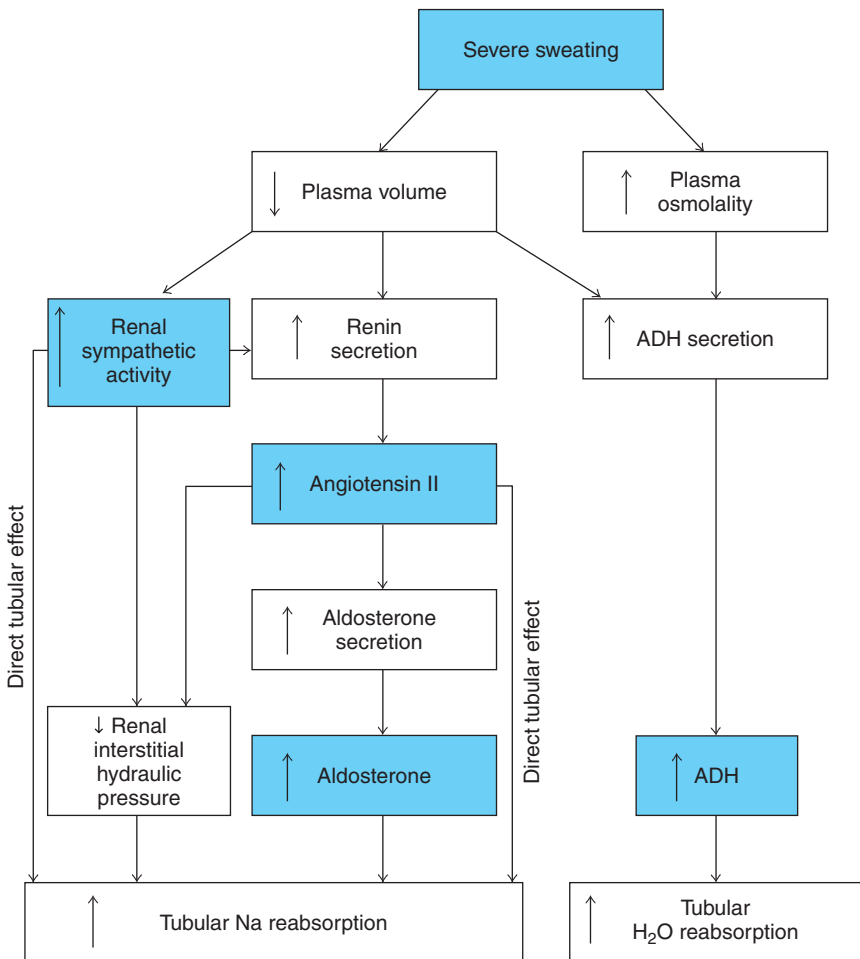 Severe sweating
↓ Plasma volume
↑ Plasma
osmolality
↑ Renal
sympathetic
activity
↑ Renin
secretion
↑ ADH secretion
↑ Angiotensin II
Direct tubular effect
↑ Aldosterone
secretion
Direct tubular effect
↓ Renal
interstitial
hydraulic
pressure
↑ Aldosterone
↑ ADH
↑ Tubular Na reabsorption
↑ Tubular
H₂O reabsorption